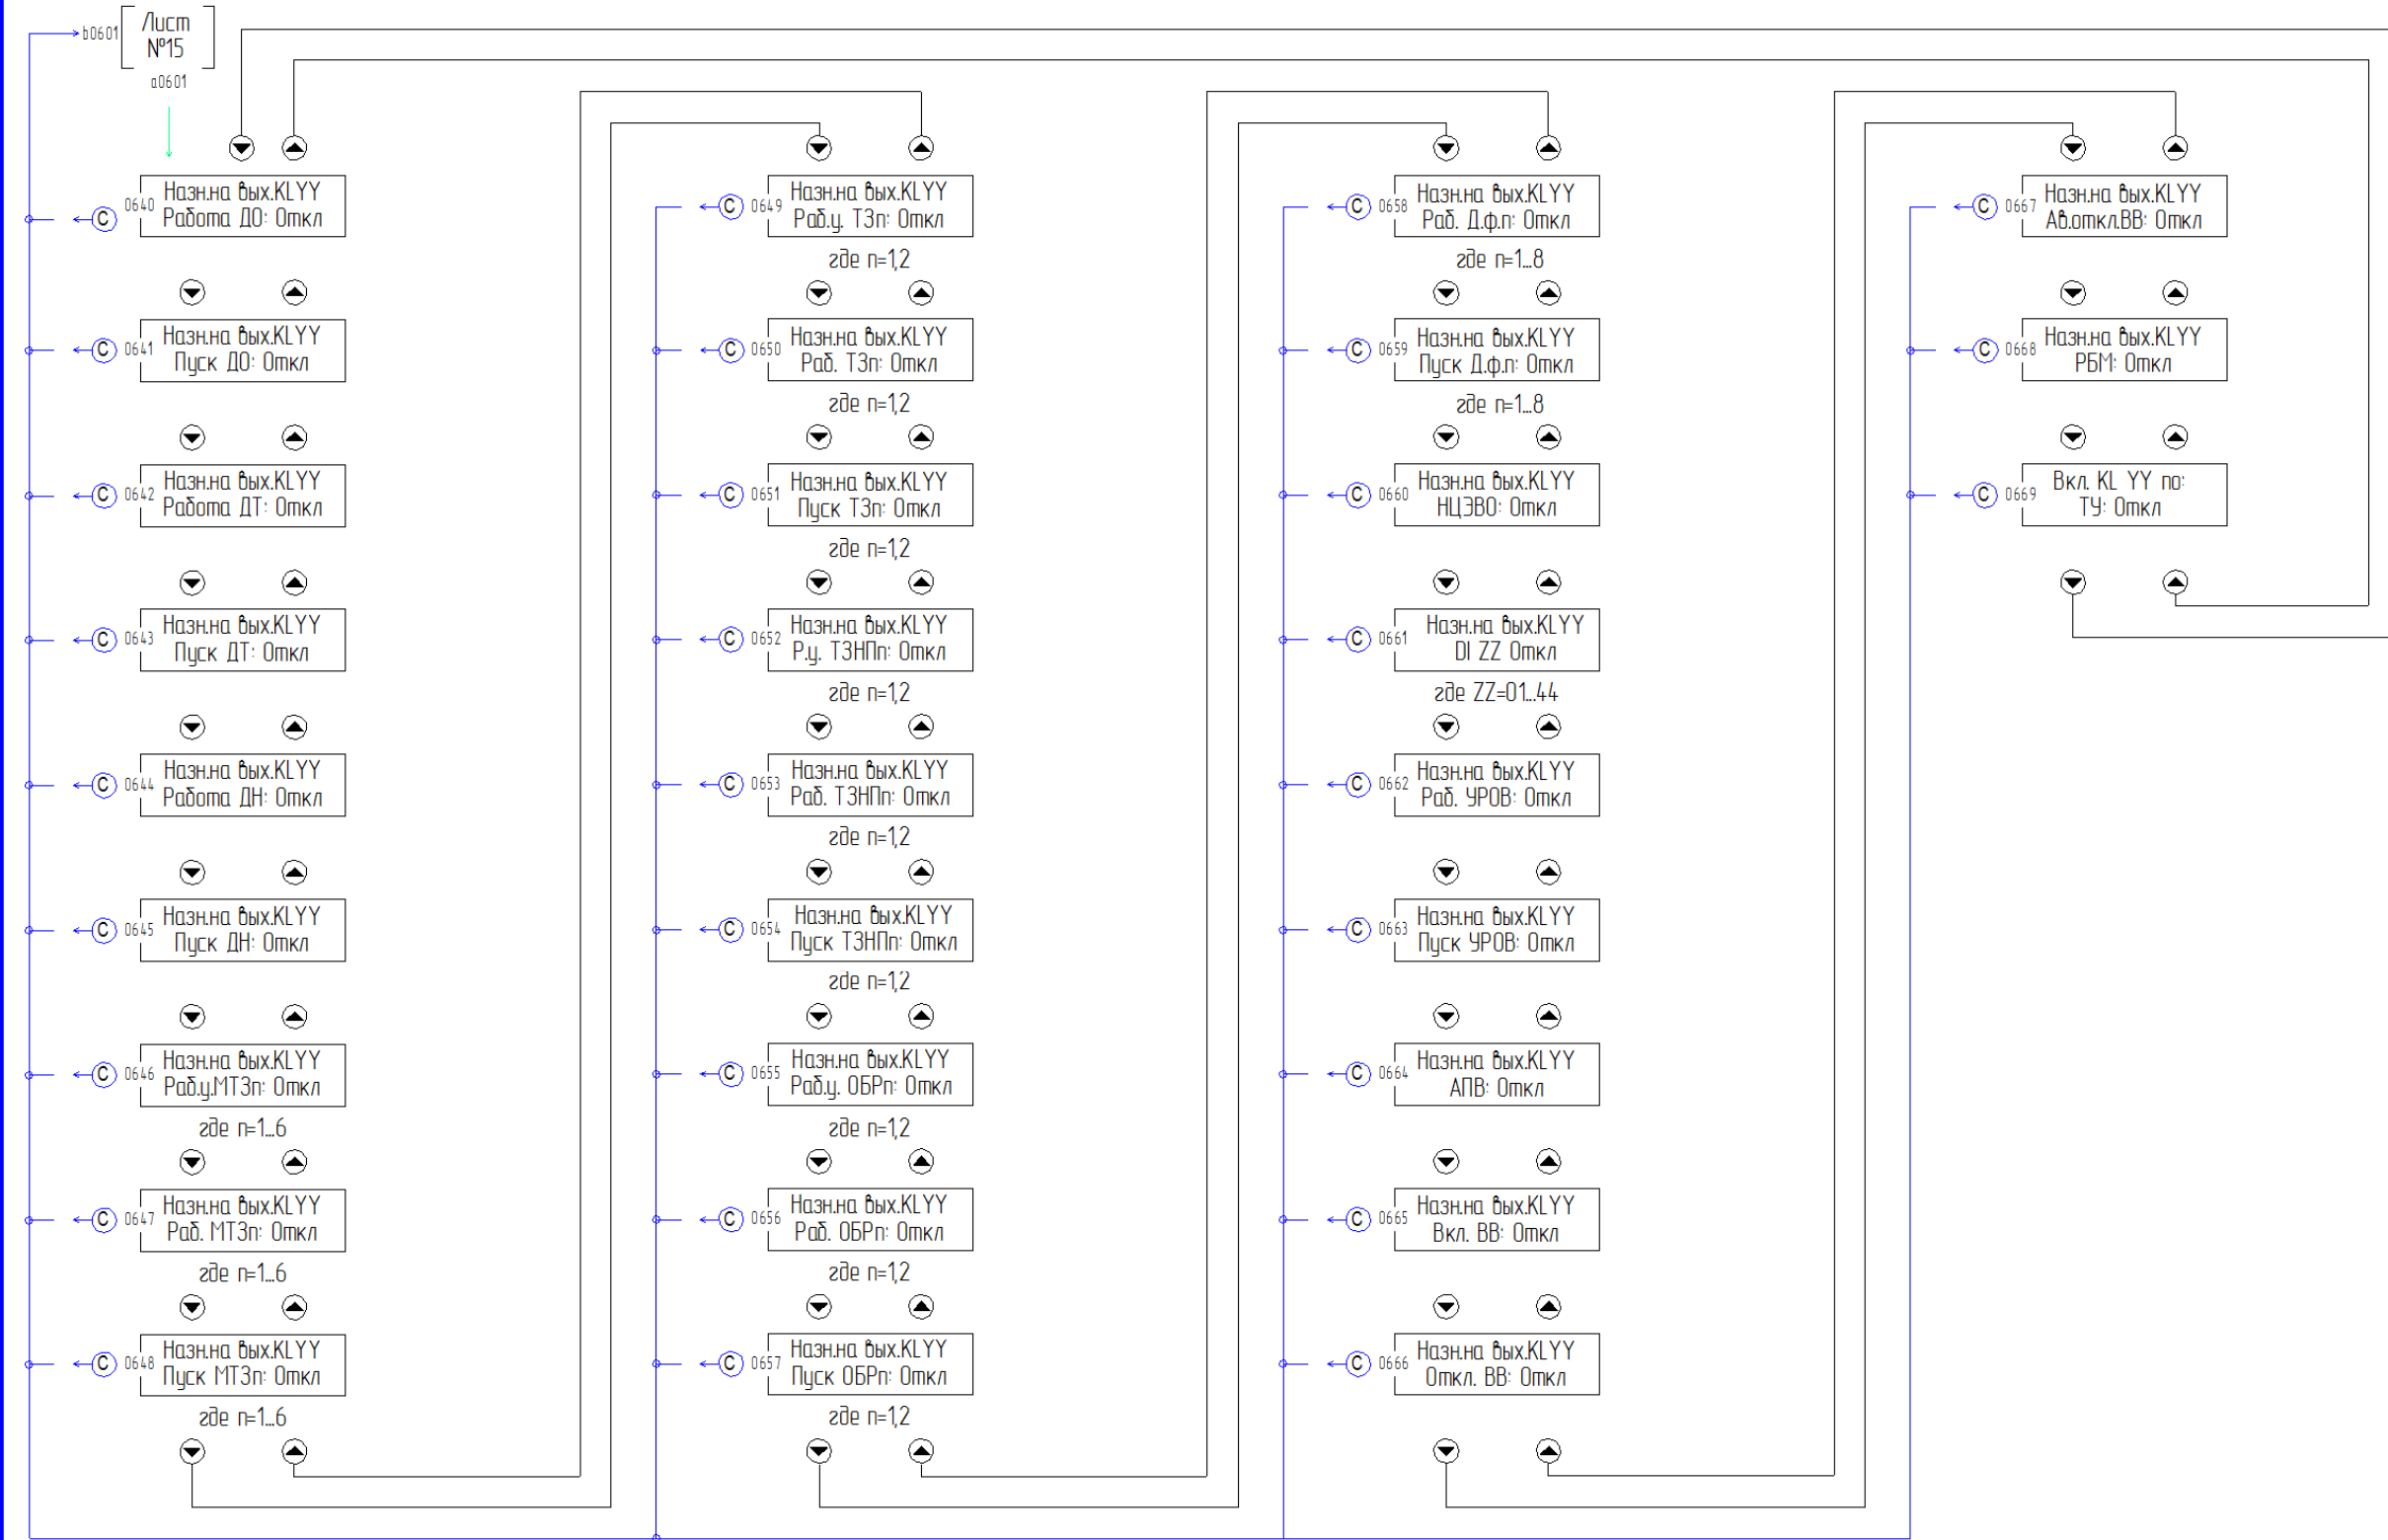 b0601
Лист
№15
a0601
C 0640
Назн.на вых.KLYY
Работа ДО: Откл
C 0641
Назн.на вых.KLYY
Пуск ДО: Откл
C 0642
Назн.на вых.KLYY
Работа ДТ: Откл
C 0643
Назн.на вых.KLYY
Пуск ДТ: Откл
C 0644
Назн.на вых.KLYY
Работа ДН: Откл
C 0645
Назн.на вых.KLYY
Пуск ДН: Откл
C 0646
Назн.на вых.KLYY
Раб.у.МТЗn: Откл
где n=1...6
C 0647
Назн.на вых.KLYY
Раб. МТЗn: Откл
где n=1...6
C 0648
Назн.на вых.KLYY
Пуск МТЗn: Откл
где n=1...6
C 0649
Назн.на вых.KLYY
Раб.у. ТЗn: Откл
где n=1,2
C 0650
Назн.на вых.KLYY
Раб. ТЗn: Откл
где n=1,2
C 0651
Назн.на вых.KLYY
Пуск ТЗn: Откл
где n=1,2
C 0652
Назн.на вых.KLYY
Р.у. ТЗНПn: Откл
где n=1,2
C 0653
Назн.на вых.KLYY
Раб. ТЗНПn: Откл
где n=1,2
C 0654
Назн.на вых.KLYY
Пуск ТЗНПn: Откл
где n=1,2
C 0655
Назн.на вых.KLYY
Раб.у. ОБРn: Откл
где n=1,2
C 0656
Назн.на вых.KLYY
Раб. ОБРn: Откл
где n=1,2
C 0657
Назн.на вых.KLYY
Пуск ОБРn: Откл
где n=1,2
C 0658
Назн.на вых.KLYY
Раб. Д.ф.n: Откл
где n=1...8
C 0659
Назн.на вых.KLYY
Пуск Д.ф.n: Откл
где n=1...8
C 0660
Назн.на вых.KLYY
НЦЭВО: Откл
C 0661
Назн.на вых.KLYY
DI ZZ Откл
где ZZ=01...44
C 0662
Назн.на вых.KLYY
Раб. УРОВ: Откл
C 0663
Назн.на вых.KLYY
Пуск УРОВ: Откл
C 0664
Назн.на вых.KLYY
АПВ: Откл
C 0665
Назн.на вых.KLYY
Вкл. ВВ: Откл
C 0666
Назн.на вых.KLYY
Откл. ВВ: Откл
C 0667
Назн.на вых.KLYY
Ав.откл.ВВ: Откл
C 0668
Назн.на вых.KLYY
РБМ: Откл
C 0669
Вкл. KL YY по:
ТУ: Откл